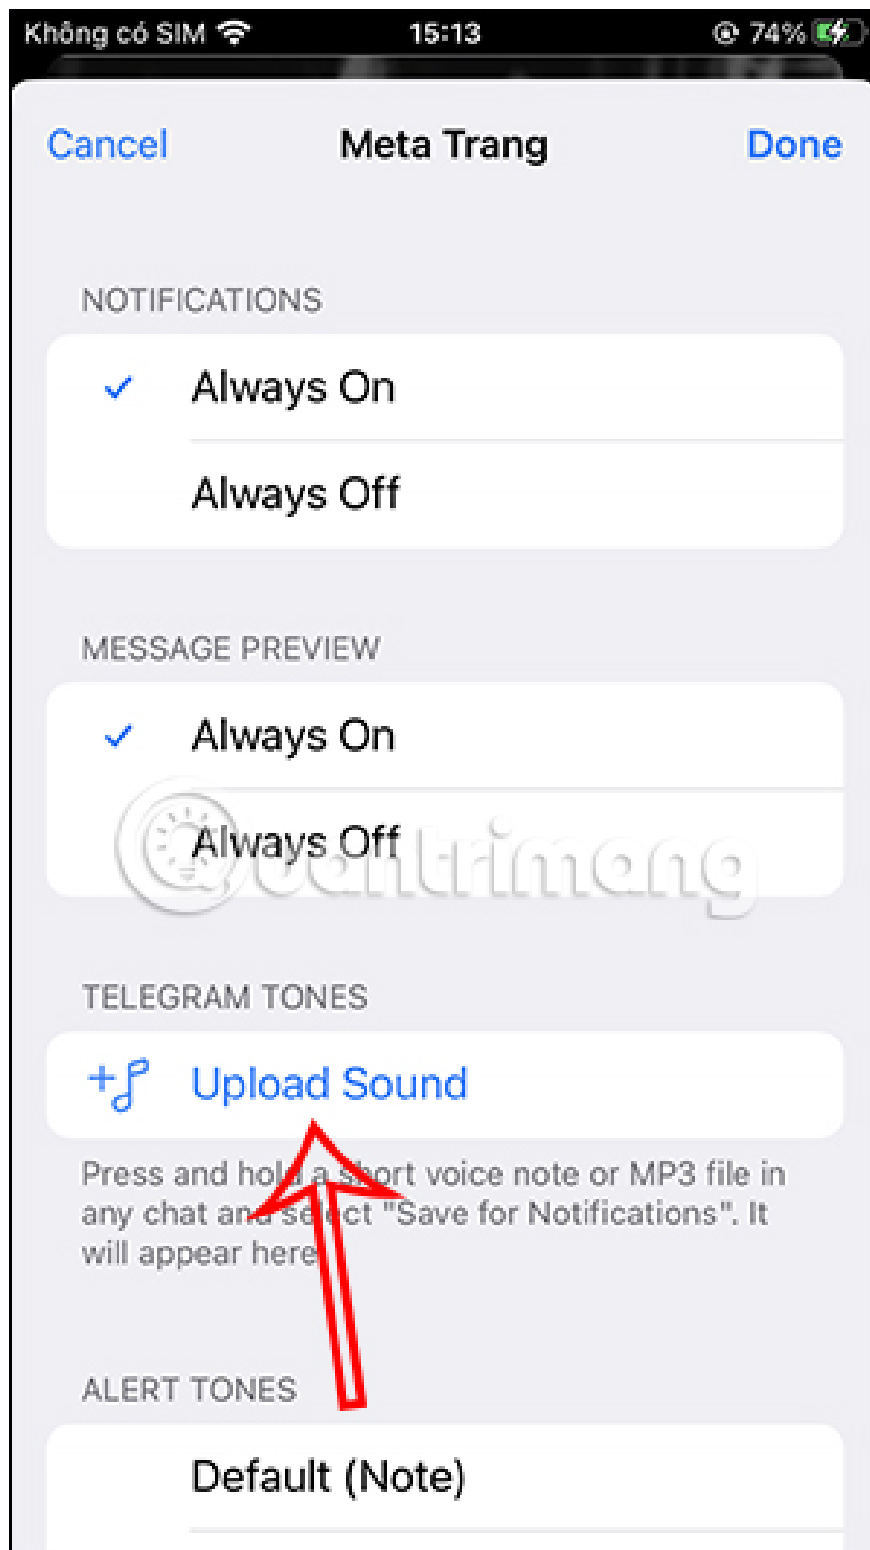 Không có SIM 15:13 74%
Cancel Meta Trang Done
NOTIFICATIONS
Always On
Always Off
MESSAGE PREVIEW
Always On
Always Off
Quantrimang
TELEGRAM TONES
Upload Sound
Press and hold a short voice note or MP3 file in
any chat and select "Save for Notifications". It
will appear here
ALERT TONES
Default (Note)